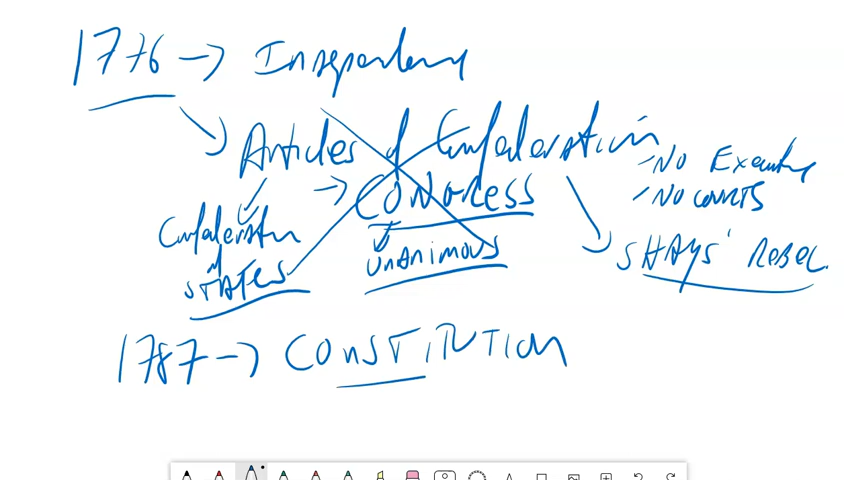 1776 → Independence
Articles of Confederation
- No Executive
→ CONGRESS
- NO COURTS
Confederation
of
STATES
UNANIMOUS
SHAYS' REBEL.
1787 → CONSTITUTION